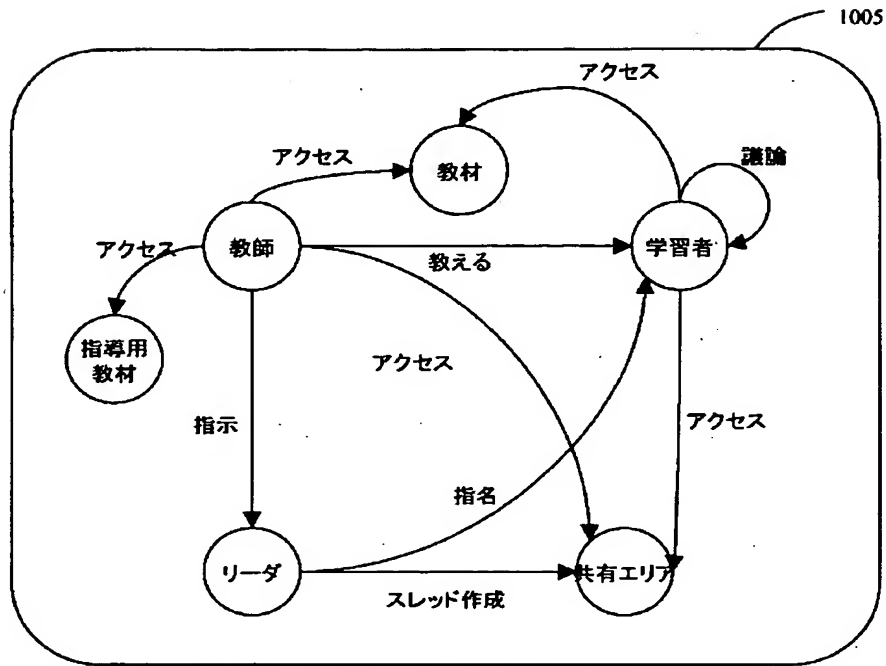 1005
アクセス
アクセス
教材
議論
アクセス
教師
学習者
教える
指導用
教材
アクセス
指示
アクセス
指名
リーダ
共有エリア
スレッド作成